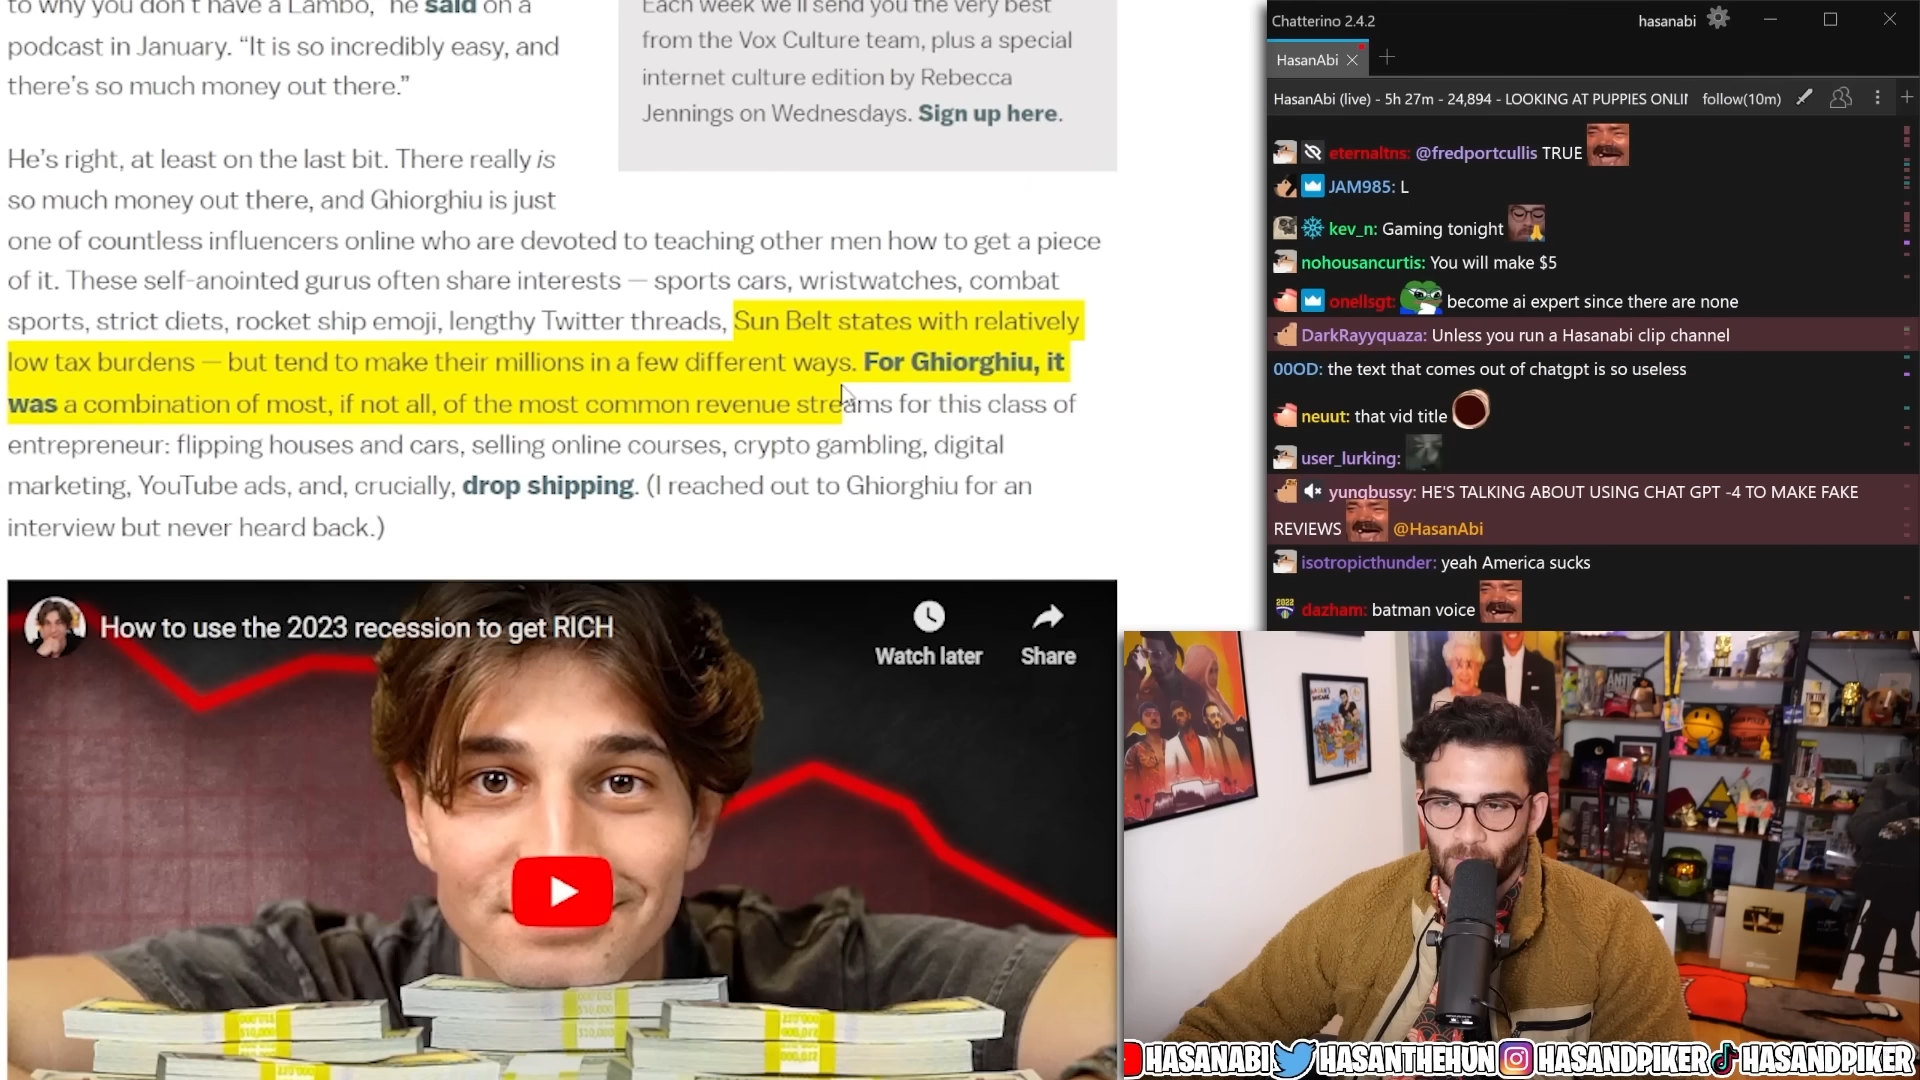 to why you don't have a Lambo," he said on a
podcast in January. “It is so incredibly easy, and
there’s so much money out there.”
Each week we'll send you the very best
from the Vox Culture team, plus a special
internet culture edition by Rebecca
Jennings on Wednesdays. Sign up here.
He’s right, at least on the last bit. There really is
so much money out there, and Ghiorghiu is just
one of countless influencers online who are devoted to teaching other men how to get a piece
of it. These self-anointed gurus often share interests — sports cars, wristwatches, combat
sports, strict diets, rocket ship emoji, lengthy Twitter threads, Sun Belt states with relatively
low tax burdens — but tend to make their millions in a few different ways. For Ghiorghiu, it
was a combination of most, if not all, of the most common revenue streams for this class of
entrepreneur: flipping houses and cars, selling online courses, crypto gambling, digital
marketing, YouTube ads, and, crucially, drop shipping. (I reached out to Ghiorghiu for an
interview but never heard back.)
How to use the 2023 recession to get RICH
Watch later
Share
Chatterino 2.4.2
hasanabi
HasanAbi
HasanAbi (live) - 5h 27m - 24,894 - LOOKING AT PUPPIES ONLI
follow(10m)
eternaltns: @fredportcullis TRUE
JAM985: L
kev_n: Gaming tonight
nohousancurtis: You will make $5
onellsgt: become ai expert since there are none
DarkRayyquaza: Unless you run a Hasanabi clip channel
00OD: the text that comes out of chatgpt is so useless
neuut: that vid title
user_lurking:
yungbussy: HE'S TALKING ABOUT USING CHAT GPT -4 TO MAKE FAKE
REVIEWS @HasanAbi
isotropicthunder: yeah America sucks
2022
dazham: batman voice
HASANABI HASANTHEHUN HASANDPIKER HASANDPIKER